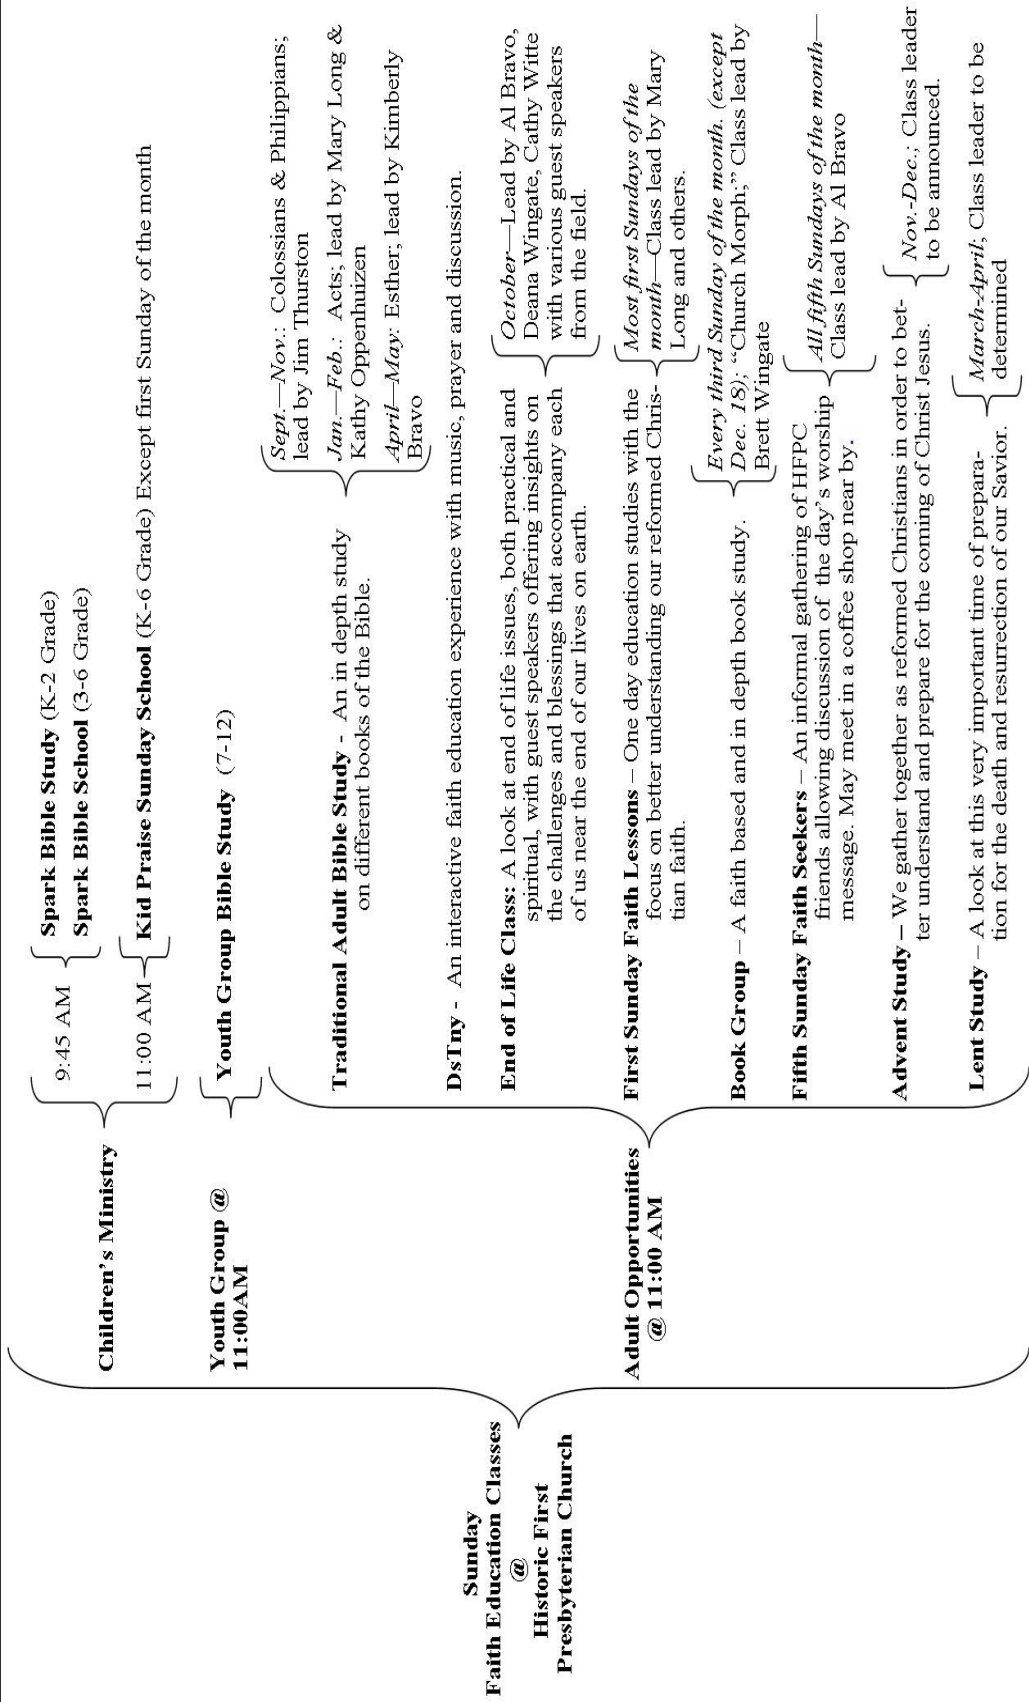 Sunday
Faith Education Classes
@
Historic First
Presbyterian Church
Children's Ministry
9:45 AM
Spark Bible Study (K-2 Grade)
Spark Bible School (3-6 Grade)
11:00 AM
Kid Praise Sunday School (K-6 Grade) Except first Sunday of the month
Youth Group @
11:00AM
Youth Group Bible Study (7-12)
Adult Opportunities
@ 11:00 AM
Traditional Adult Bible Study - An in depth study
on different books of the Bible.
Sept.—Nov.: Colossians & Philippians;
lead by Jim Thurston
Jan.—Feb.: Acts; lead by Mary Long &
Kathy Oppenhuizen
April—May: Esther; lead by Kimberly
Bravo
DsTny - An interactive faith education experience with music, prayer and discussion.
End of Life Class: A look at end of life issues, both practical and
spiritual, with guest speakers offering insights on
the challenges and blessings that accompany each
of us near the end of our lives on earth.
October—Lead by Al Bravo,
Deana Wingate, Cathy Witte
with various guest speakers
from the field.
First Sunday Faith Lessons – One day education studies with the
focus on better understanding our reformed Chris-
tian faith.
Most first Sundays of the
month—Class lead by Mary
Long and others.
Book Group – A faith based and in depth book study.
Every third Sunday of the month. (except
Dec. 18); “Church Morph;” Class lead by
Brett Wingate
Fifth Sunday Faith Seekers – An informal gathering of HFPC
friends allowing discussion of the day’s worship
message. May meet in a coffee shop near by.
All fifth Sundays of the month—
Class lead by Al Bravo
Advent Study – We gather together as reformed Christians in order to bet-
ter understand and prepare for the coming of Christ Jesus.
Nov.-Dec.; Class leader
to be announced.
Lent Study – A look at this very important time of prepara-
tion for the death and resurrection of our Savior.
March-April; Class leader to be
determined